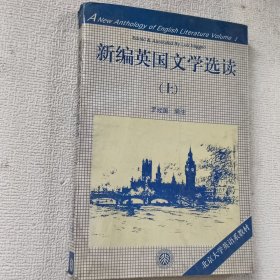 A New Anthology of English Literature Volume 1
新编英国文学选读
(上)
罗经国 编注
北京大学英语系教材